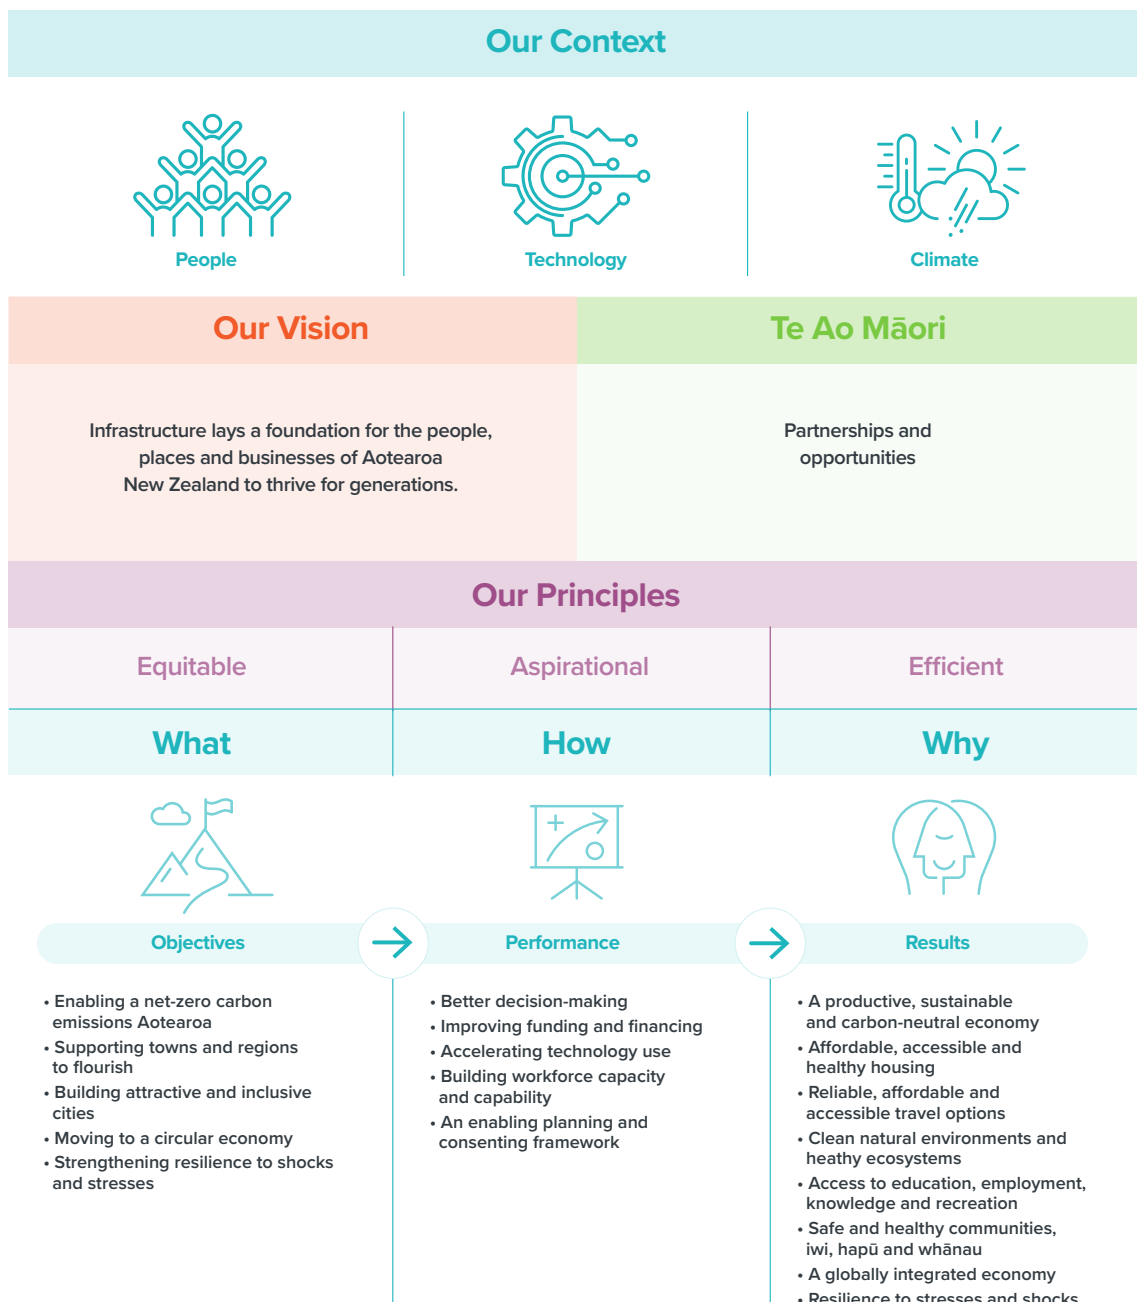 Our Context
People
Technology
Climate
Our Vision
Te Ao Māori
Infrastructure lays a foundation for the people,
places and businesses of Aotearoa
New Zealand to thrive for generations.
Partnerships and
opportunities
Our Principles
Equitable
Aspirational
Efficient
What
How
Why
Objectives
Performance
Results
• Enabling a net-zero carbon
emissions Aotearoa
• Supporting towns and regions
to flourish
• Building attractive and inclusive
cities
• Moving to a circular economy
• Strengthening resilience to shocks
and stresses
• Better decision-making
• Improving funding and financing
• Accelerating technology use
• Building workforce capacity
and capability
• An enabling planning and
consenting framework
• A productive, sustainable
and carbon-neutral economy
• Affordable, accessible and
healthy housing
• Reliable, affordable and
accessible travel options
• Clean natural environments and
heathy ecosystems
• Access to education, employment,
knowledge and recreation
• Safe and healthy communities,
iwi, hapū and whānau
• A globally integrated economy
• Resilience to stresses and shocks